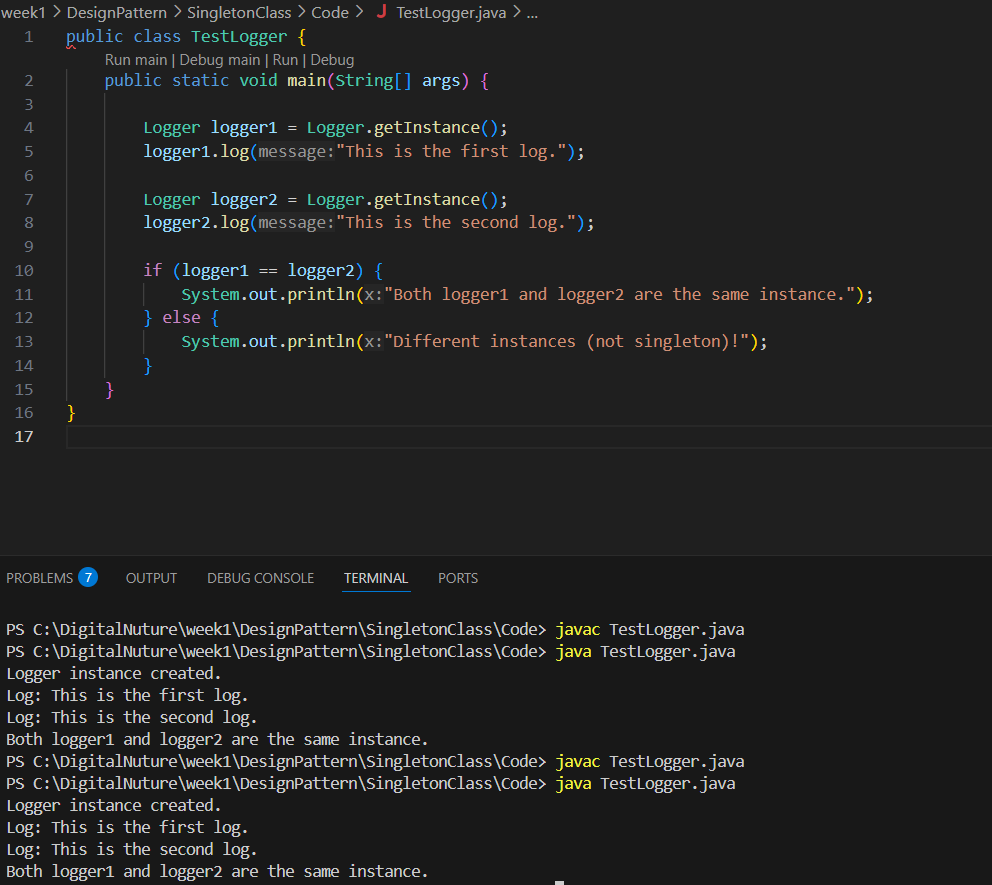 week1 > DesignPattern > SingletonClass > Code > J TestLogger.java > ...
1 public class TestLogger {
Run main | Debug main | Run | Debug
2 public static void main(String[] args) {
3
4 Logger logger1 = Logger.getInstance();
5 logger1.log(message:"This is the first log.");
6
7 Logger logger2 = Logger.getInstance();
8 logger2.log(message:"This is the second log.");
9
10 if (logger1 == logger2) {
11 System.out.println(x:"Both logger1 and logger2 are the same instance.");
12 } else {
13 System.out.println(x:"Different instances (not singleton)!");
14 }
15 }
16 }
17
PROBLEMS 7 OUTPUT DEBUG CONSOLE TERMINAL PORTS
PS C:\DigitalNuture\week1\DesignPattern\SingletonClass\Code> javac TestLogger.java
PS C:\DigitalNuture\week1\DesignPattern\SingletonClass\Code> java TestLogger.java
Logger instance created.
Log: This is the first log.
Log: This is the second log.
Both logger1 and logger2 are the same instance.
PS C:\DigitalNuture\week1\DesignPattern\SingletonClass\Code> javac TestLogger.java
PS C:\DigitalNuture\week1\DesignPattern\SingletonClass\Code> java TestLogger.java
Logger instance created.
Log: This is the first log.
Log: This is the second log.
Both logger1 and logger2 are the same instance.